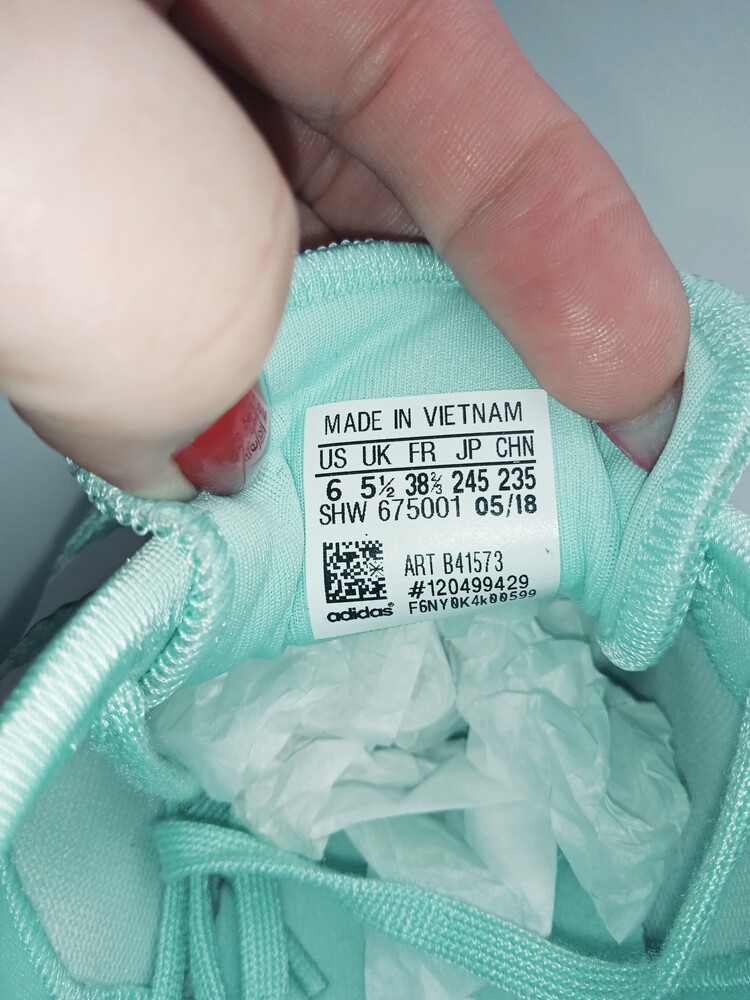 MADE IN VIETNAM
US UK FR JP CHN
6 5½ 38⅔ 245 235
SHW 675001 05/18
ART B41573
#120499429
F6NY0K4k00599
adidas®